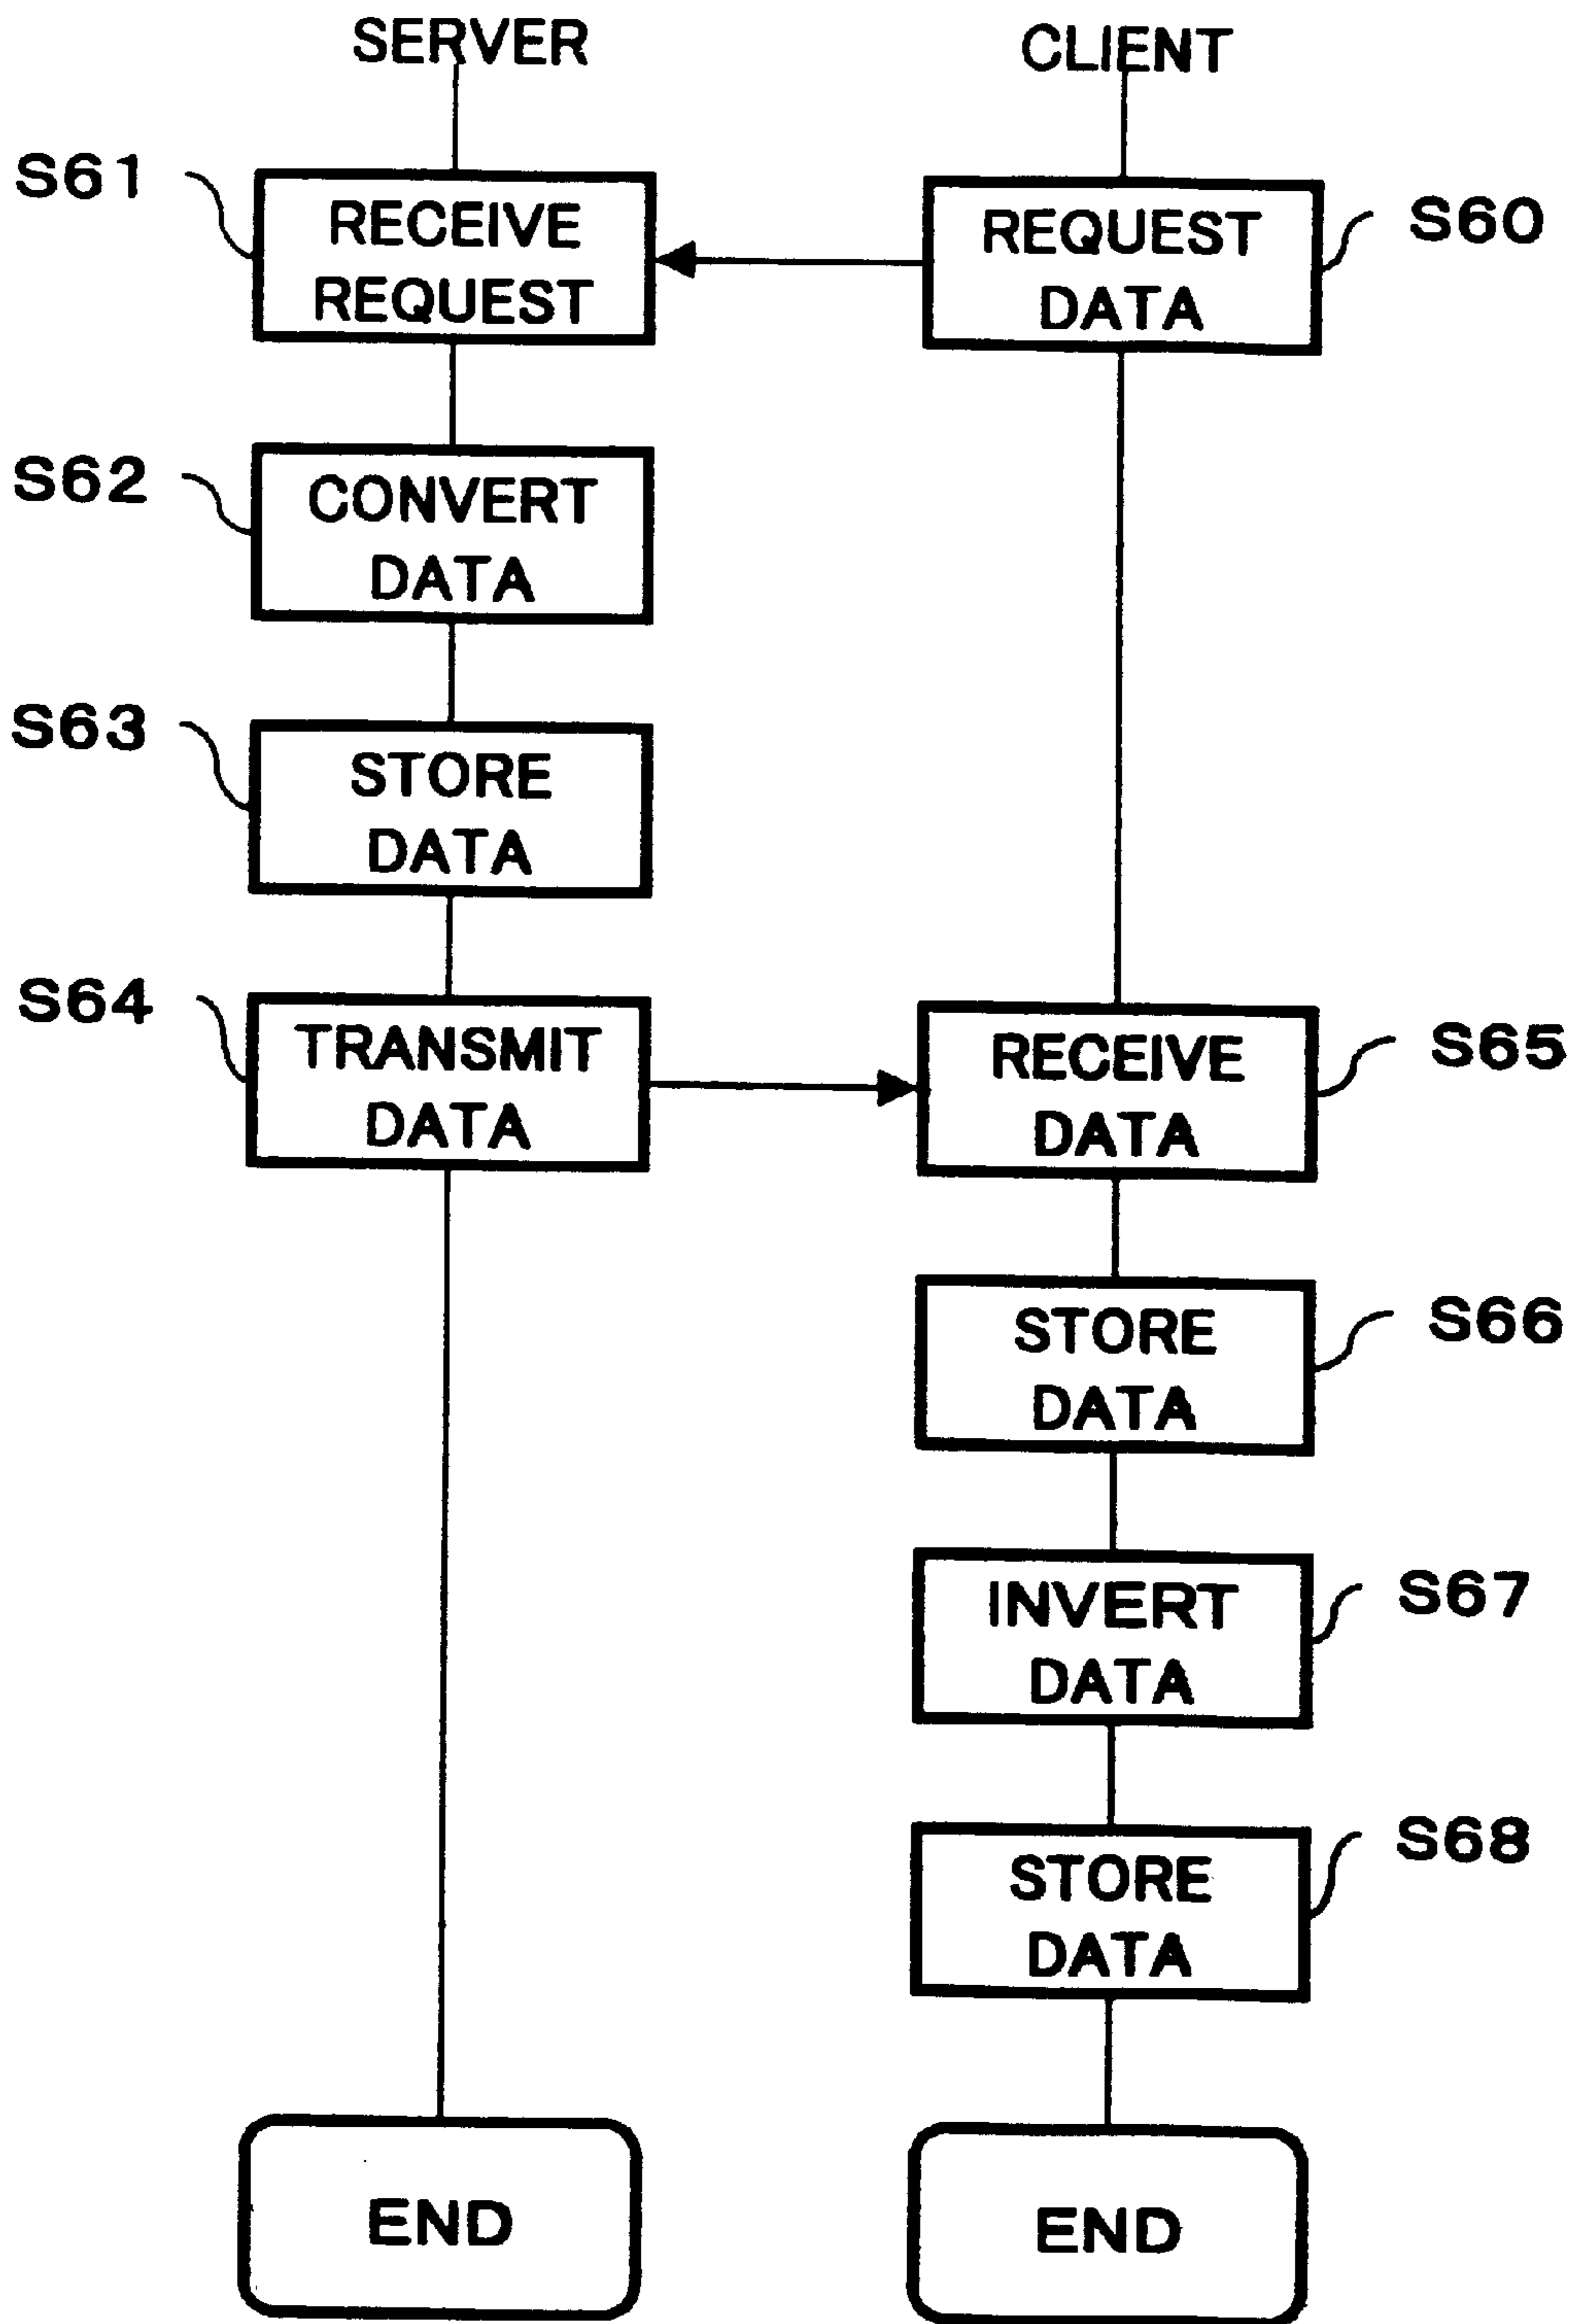 SERVER
CLIENT
S61
RECEIVE
REQUEST
REQUEST
DATA
S60
S62
CONVERT
DATA
S63
STORE
DATA
S64
TRANSMIT
DATA
RECEIVE
DATA
S65
STORE
DATA
S66
INVERT
DATA
S67
STORE
DATA
S68
END
END